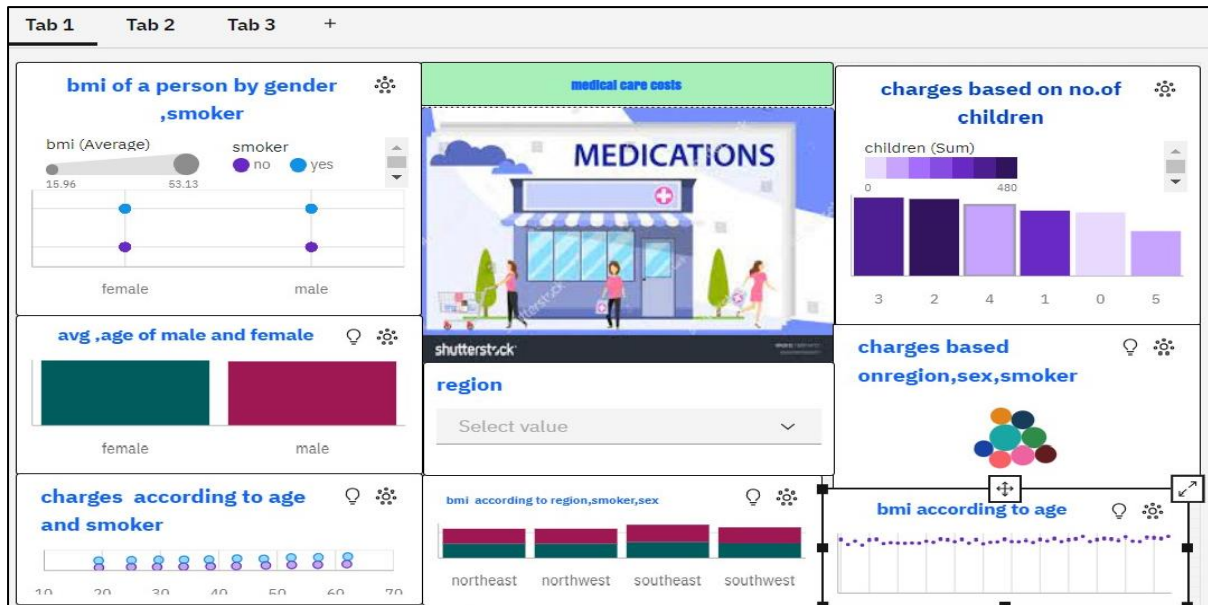 Tab 1 Tab 2 Tab 3 +
bmi of a person by gender
,smoker
bmi (Average)
15.96 53.13
smoker
no yes
female male
avg ,age of male and female
female male
charges according to age
and smoker
10 20 30 40 50 60 70
medical care costs
MEDICATIONS
shutterstock
region
Select value
bmi according to region,smoker,sex
northeast northwest southeast southwest
charges based on no.of
children
children (Sum)
0 480
3 2 4 1 0 5
charges based
onregion,sex,smoker
bmi according to age